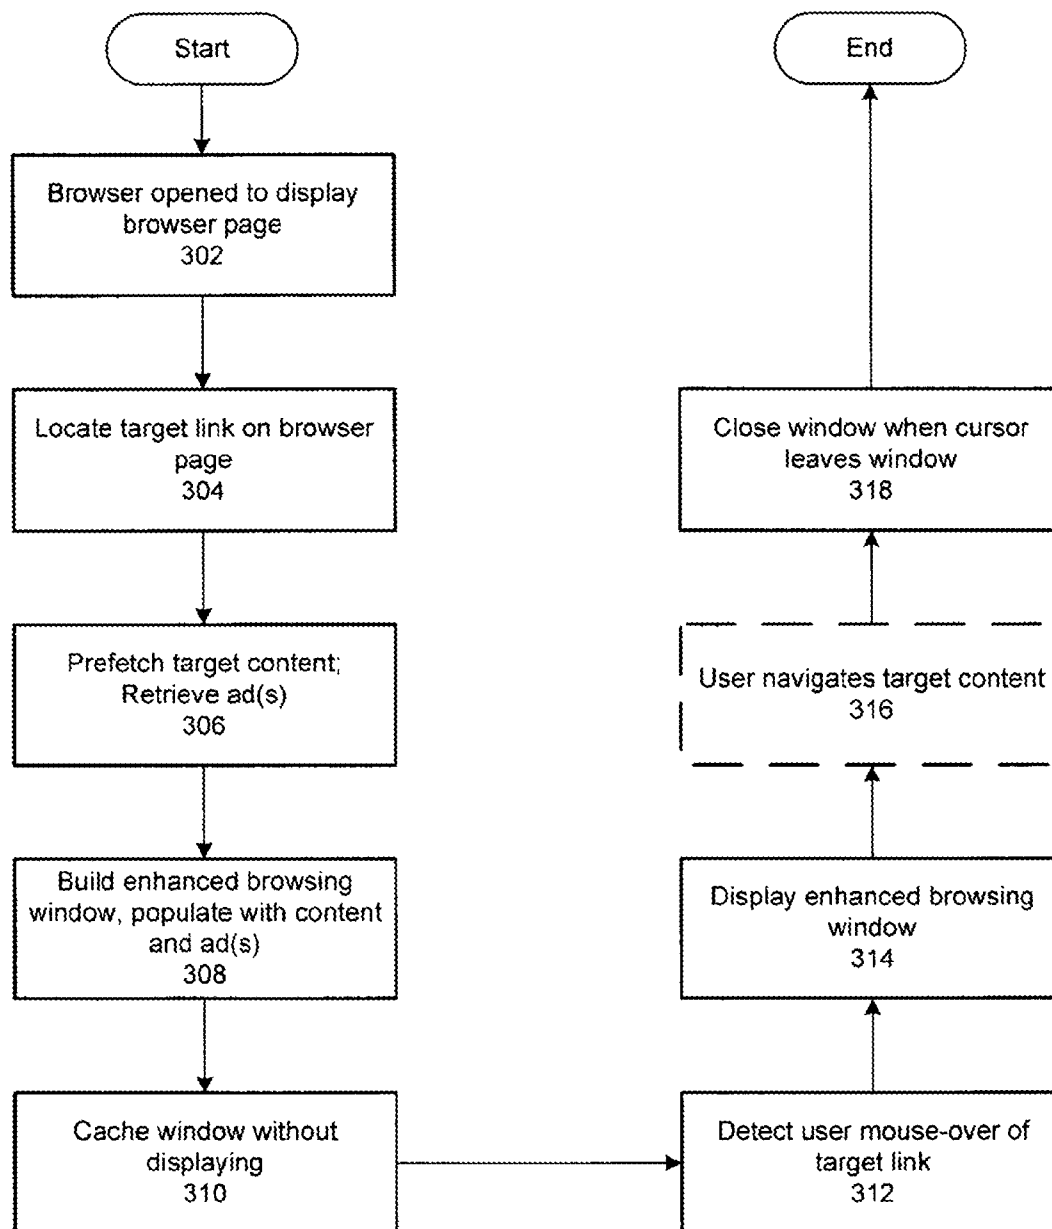 Start
Browser opened to display
browser page
302
Locate target link on browser
page
304
Prefetch target content;
Retrieve ad(s)
306
Build enhanced browsing
window, populate with content
and ad(s)
308
Cache window without
displaying
310
Detect user mouse-over of
target link
312
Display enhanced browsing
window
314
User navigates target content
316
Close window when cursor
leaves window
318
End